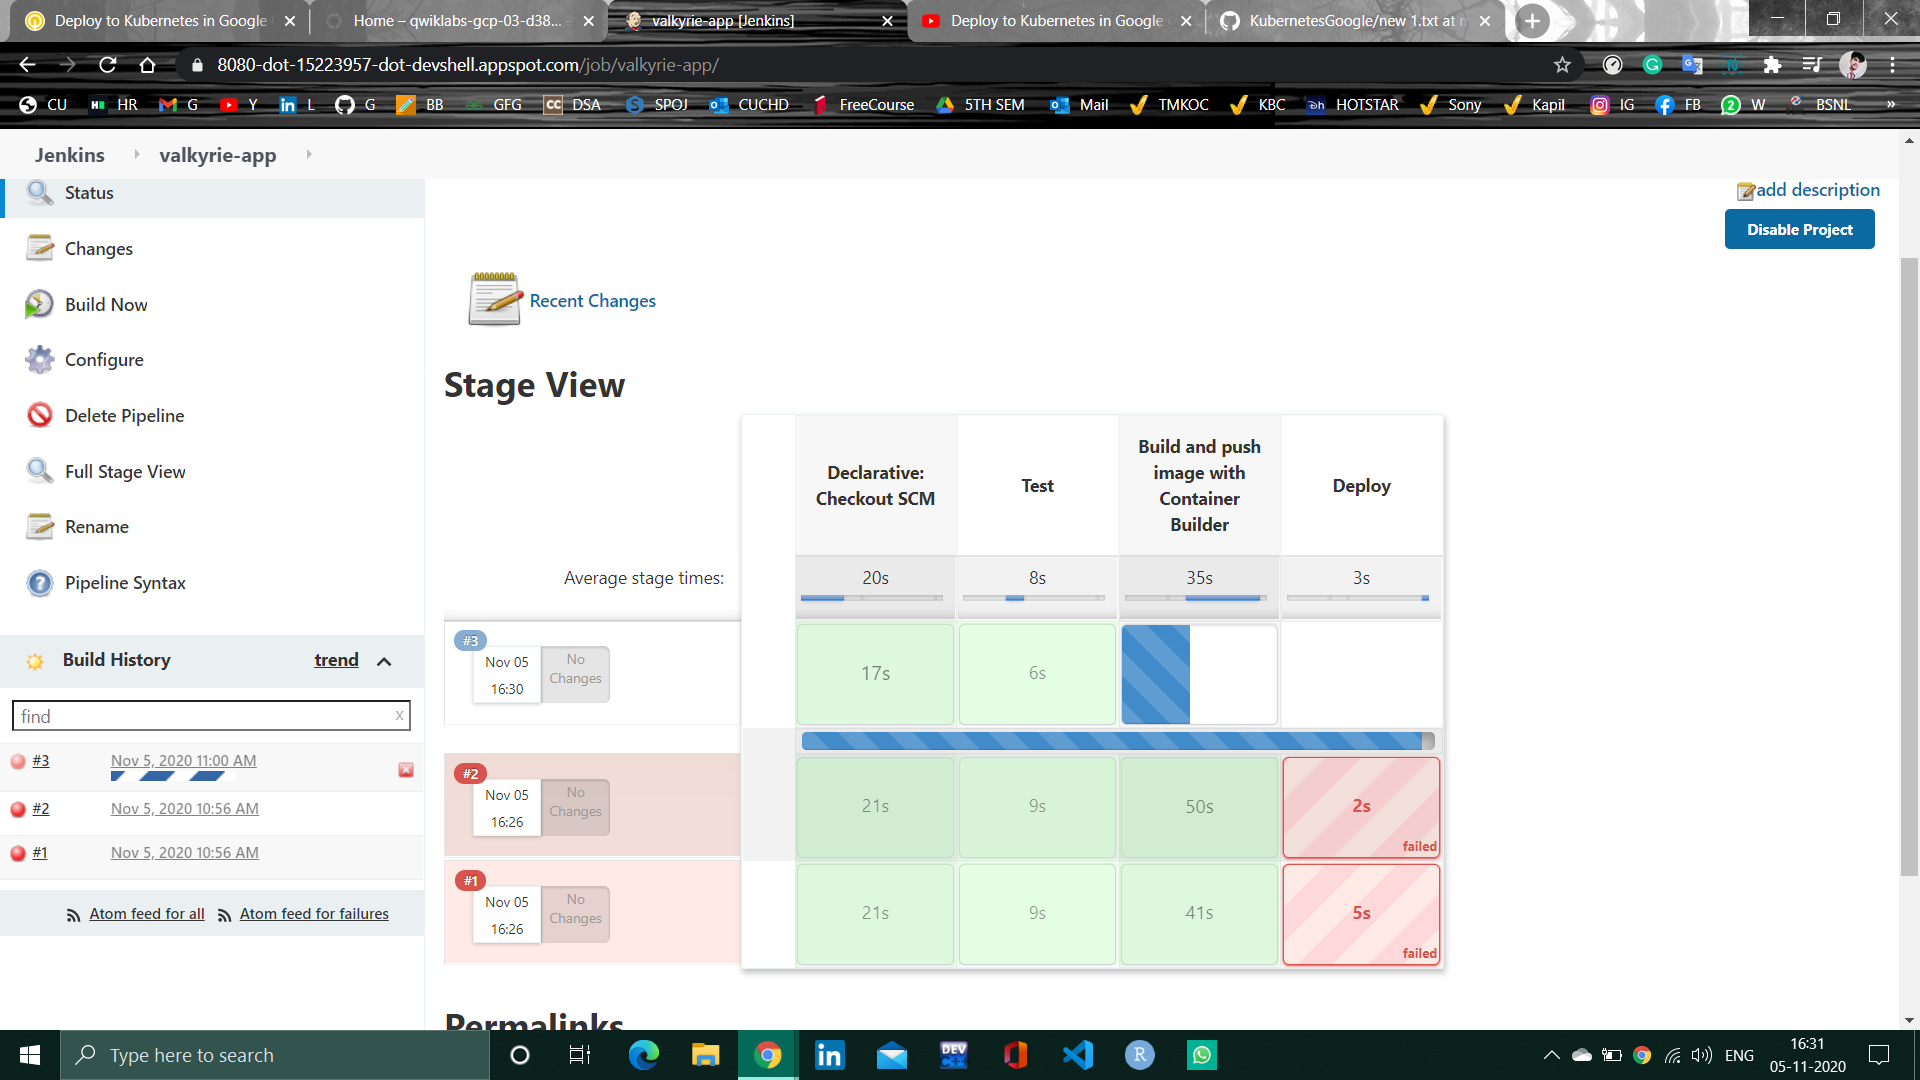 Deploy to Kubernetes in Google
Home – qwiklabs-gcp-03-d38... –
valkyrie-app [Jenkins]
Deploy to Kubernetes in Google
KubernetesGoogle/new 1.txt at m
8080-dot-15223957-dot-devshell.appspot.com/job/valkyrie-app/
CU
HR
G
Y
L
G
BB
GFG
DSA
SPOJ
CUCHD
FreeCourse
5TH SEM
Mail
TMKOC
KBC
HOTSTAR
Sony
Kapil
IG
FB
W
BSNL
»
Jenkins
valkyrie-app
Status
Changes
Build Now
Configure
Delete Pipeline
Full Stage View
Rename
Pipeline Syntax
Build History
trend
find
x
#3
Nov 5, 2020 11:00 AM
#2
Nov 5, 2020 10:56 AM
#1
Nov 5, 2020 10:56 AM
Atom feed for all
Atom feed for failures
add description
Disable Project
Recent Changes
Stage View
Declarative:
Checkout SCM
Test
Build and push
image with
Container
Builder
Deploy
Average stage times:
20s
8s
35s
3s
#3
Nov 05
16:30
No
Changes
17s
6s
#2
Nov 05
16:26
No
Changes
21s
9s
50s
2s
failed
#1
Nov 05
16:26
No
Changes
21s
9s
41s
5s
failed
Permalinks
Type here to search
ENG
16:31
05-11-2020